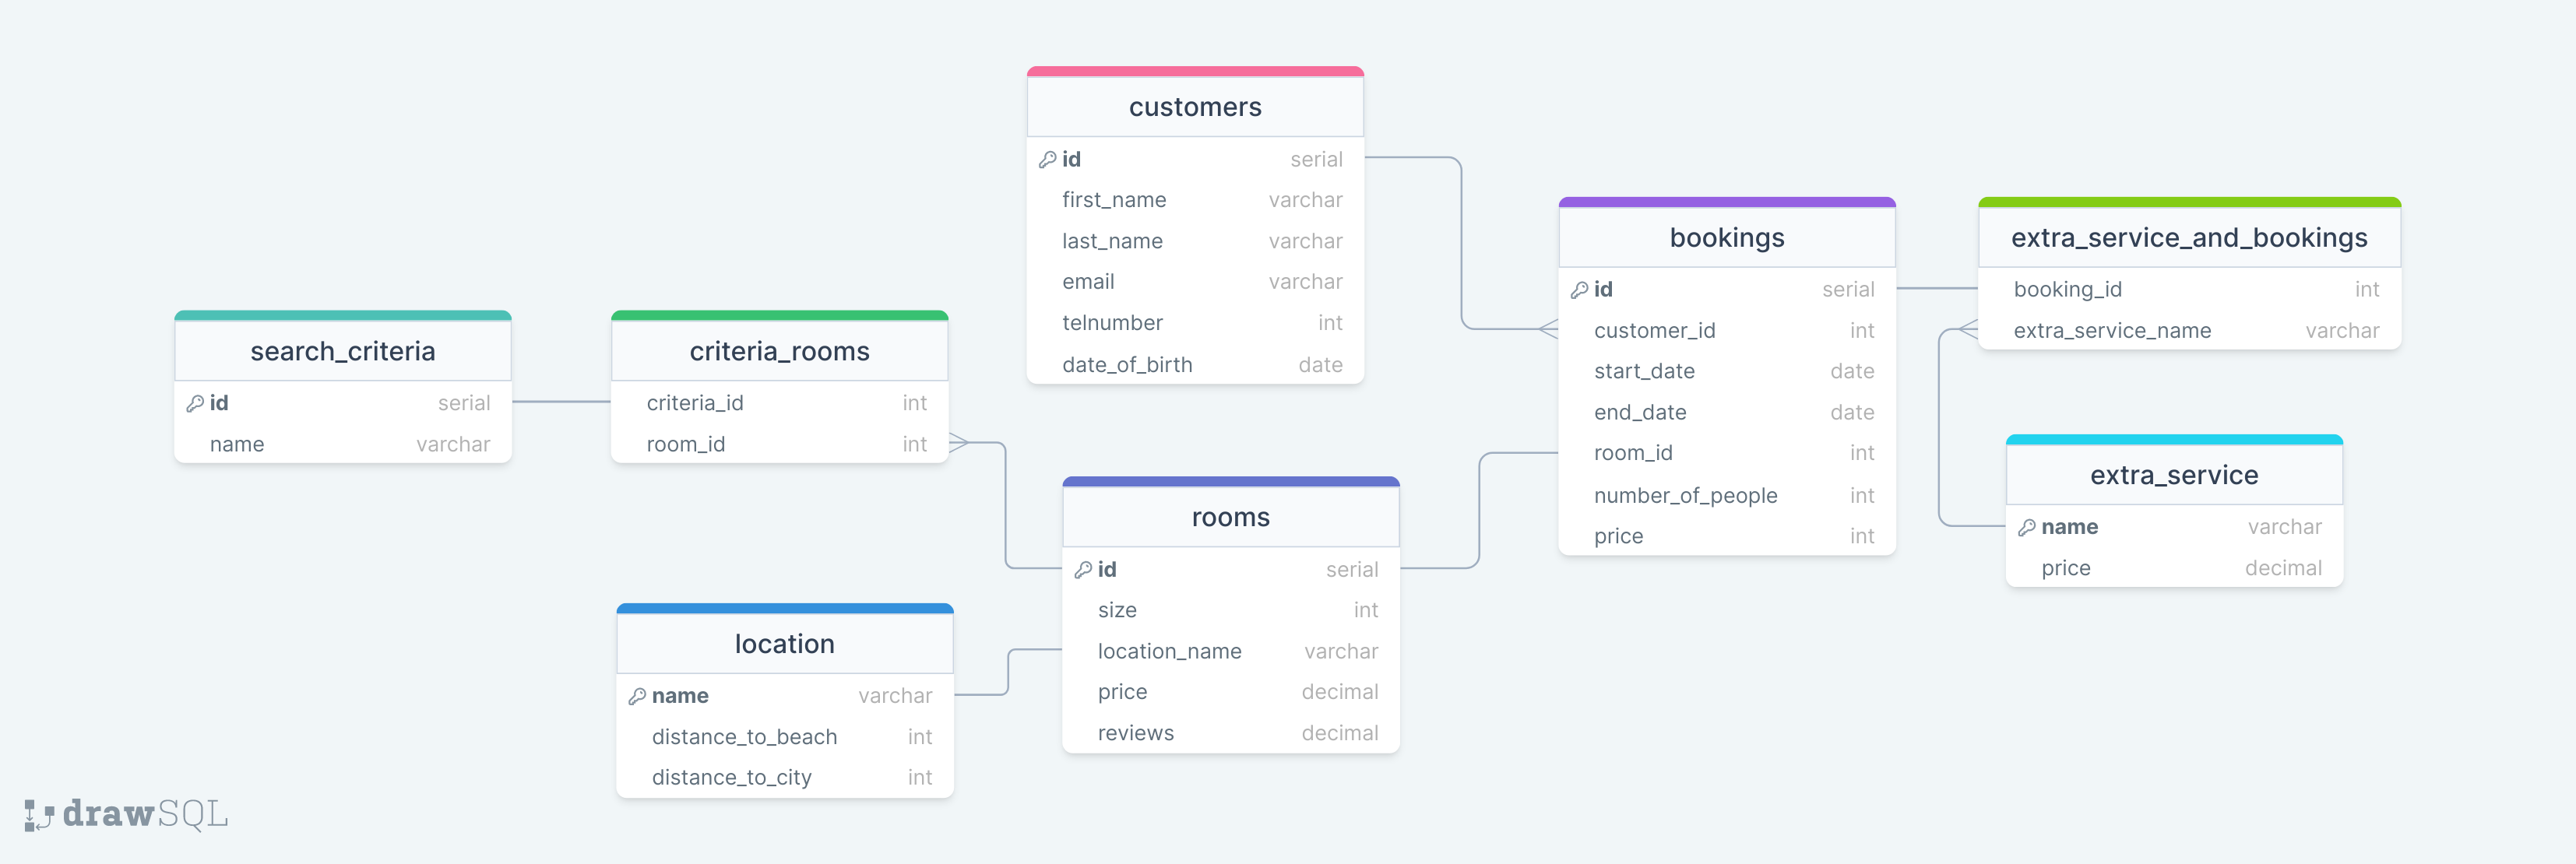 customers
id serial
first_name varchar
last_name varchar
email varchar
telnumber int
date_of_birth date
bookings
id serial
customer_id int
start_date date
end_date date
room_id int
number_of_people int
price int
extra_service_and_bookings
booking_id int
extra_service_name varchar
search_criteria
id serial
name varchar
criteria_rooms
criteria_id int
room_id int
extra_service
name varchar
price decimal
rooms
id serial
size int
location_name varchar
price decimal
reviews decimal
location
name varchar
distance_to_beach int
distance_to_city int
drawSQL